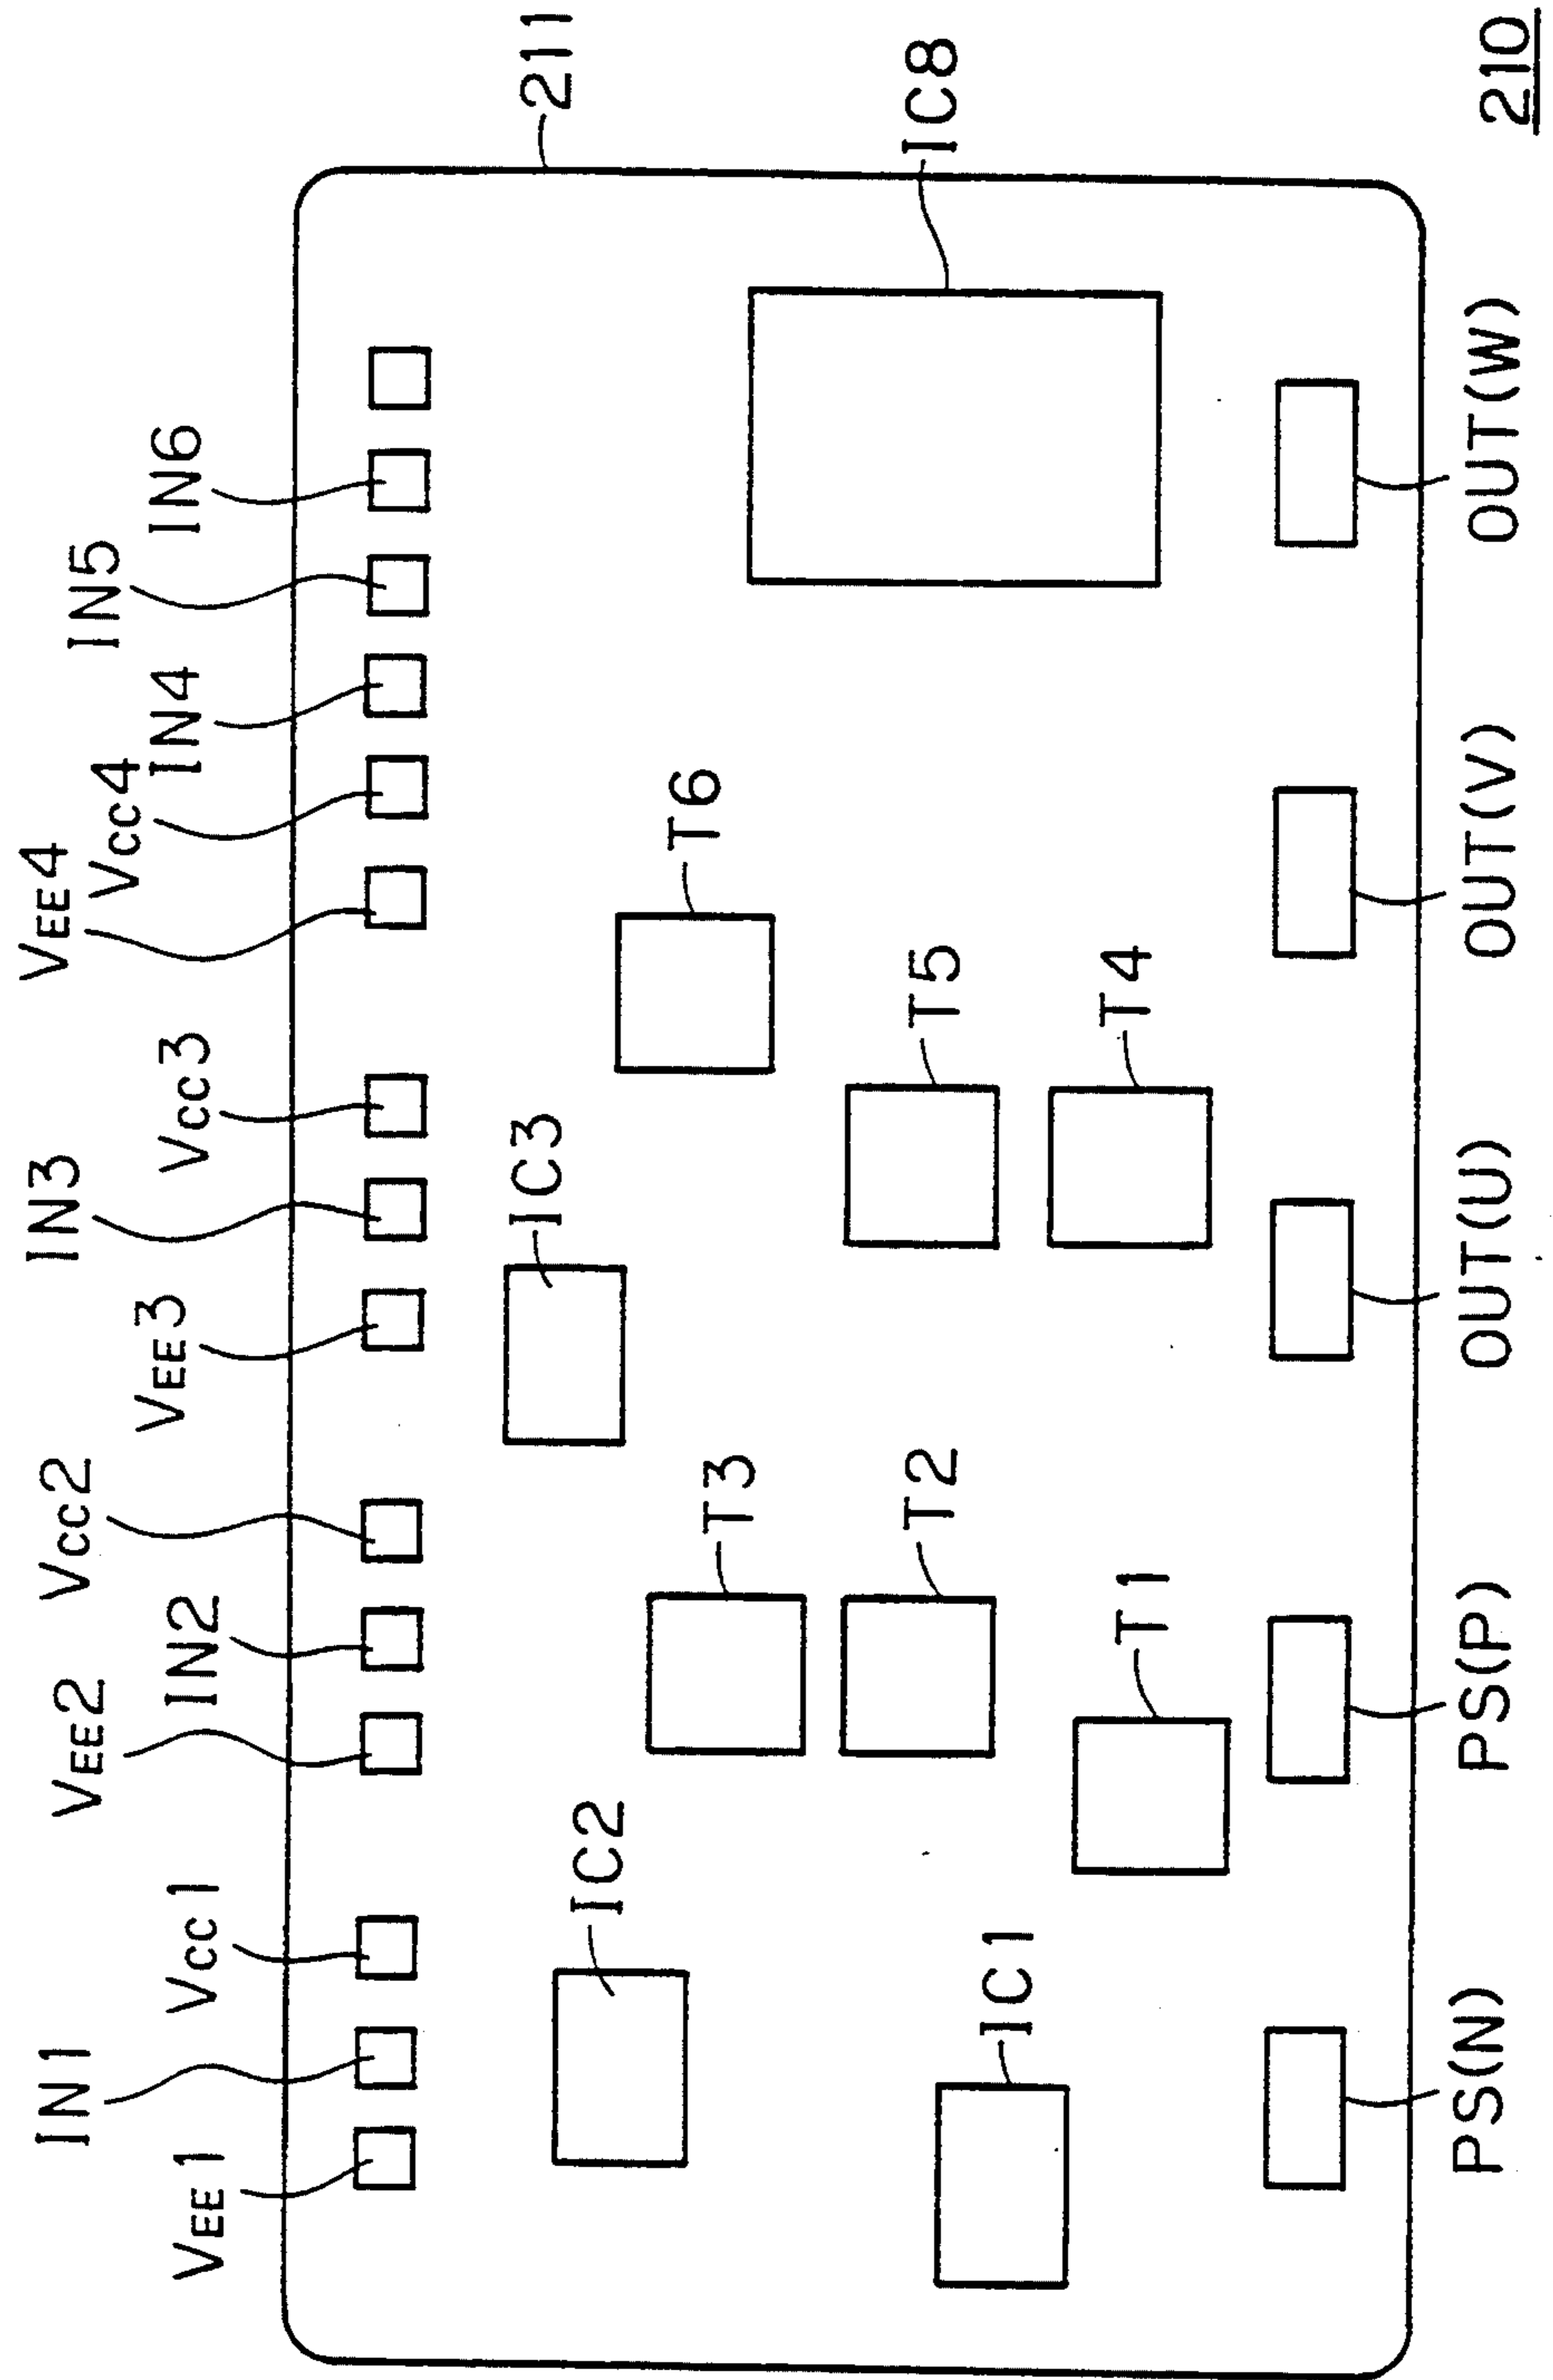 IN1
IN3
VEE4
VEE2
VCC2
VCC4
IN5
VEE1
VCC1
IN2
VEE3
VCC3
IN4
IN6
211
IC2
IC3
T3
T6
IC1
T2
T5
IC8
T1
T4
PS(N)
PS(P)
OUT(U)
OUT(V)
OUT(W)
210